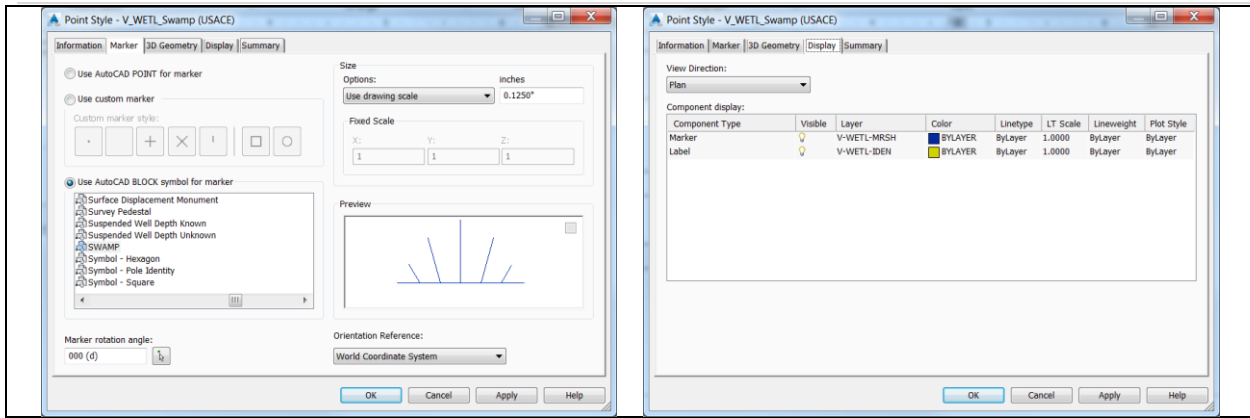 Point Style - V_WETL_Swamp (USACE)
Information Marker 3D Geometry Display Summary
Use AutoCAD POINT for marker
Use custom marker
Custom marker style:
Use AutoCAD BLOCK symbol for marker
Surface Displacement Monument
Survey Pedestal
Suspended Well Depth Known
Suspended Well Depth Unknown
SWAMP
Symbol - Hexagon
Symbol - Pole Identity
Symbol - Square
Marker rotation angle:
000 (d)
Size
Options: inches
Use drawing scale 0.1250"
Fixed Scale
X: Y: Z:
1 1 1
Preview
Orientation Reference:
World Coordinate System
OK Cancel Apply Help
Point Style - V_WETL_Swamp (USACE)
Information Marker 3D Geometry Display Summary
View Direction:
Plan
Component display:
Component Type Visible Layer Color Linetype LT Scale Lineweight Plot Style
Marker V-WETL-MRSH BYLAYER ByLayer 1.0000 ByLayer ByLayer
Label V-WETL-IDEN BYLAYER ByLayer 1.0000 ByLayer ByLayer
OK Cancel Apply Help